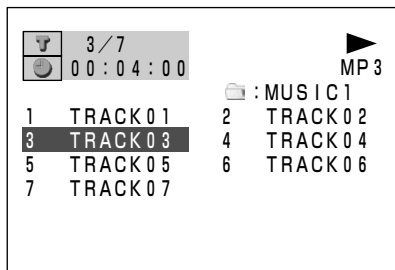 T 3/7
00:04:00 MP3
:MUSIC1
1 TRACK01 2 TRACK02
3 TRACK03 4 TRACK04
5 TRACK05 6 TRACK06
7 TRACK07